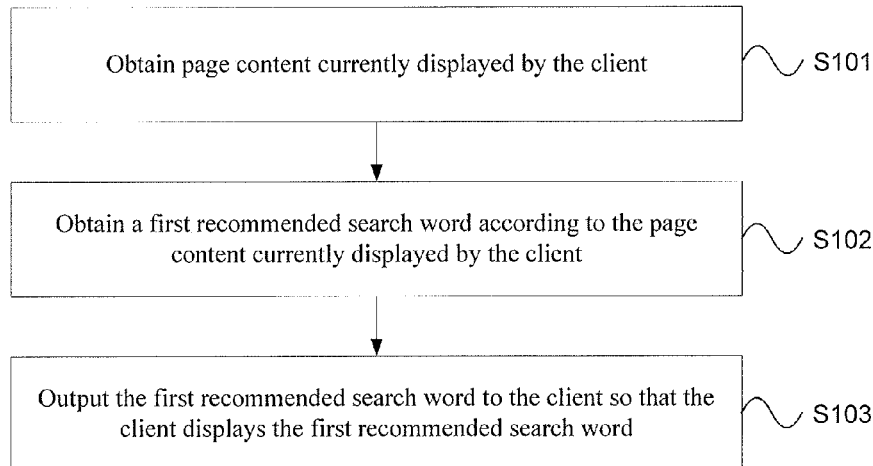 Obtain page content currently displayed by the client
S101
Obtain a first recommended search word according to the page
content currently displayed by the client
S102
Output the first recommended search word to the client so that the
client displays the first recommended search word
S103